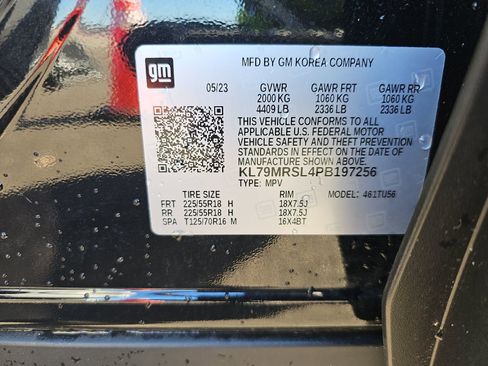 gm
MFD BY GM KOREA COMPANY
05/23 GVWR GAWR FRT GAWR RR
2000 KG 1060 KG 1060 KG
4409 LB 2336 LB 2336 LB
THIS VEHICLE CONFORMS TO ALL
APPLICABLE U.S. FEDERAL MOTOR
VEHICLE SAFETY AND THEFT PREVENTION
STANDARDS IN EFFECT ON THE
DATE OF MANUFACTURE SHOWN ABOVE.
KL79MRSL4PB197256
TYPE: MPV MODEL: 461TU56
TIRE SIZE RIM
FRT 225/55R18 H 18X7.5J
RR 225/55R18 H 18X7.5J
SPA T125/70R16 M 16X4BT